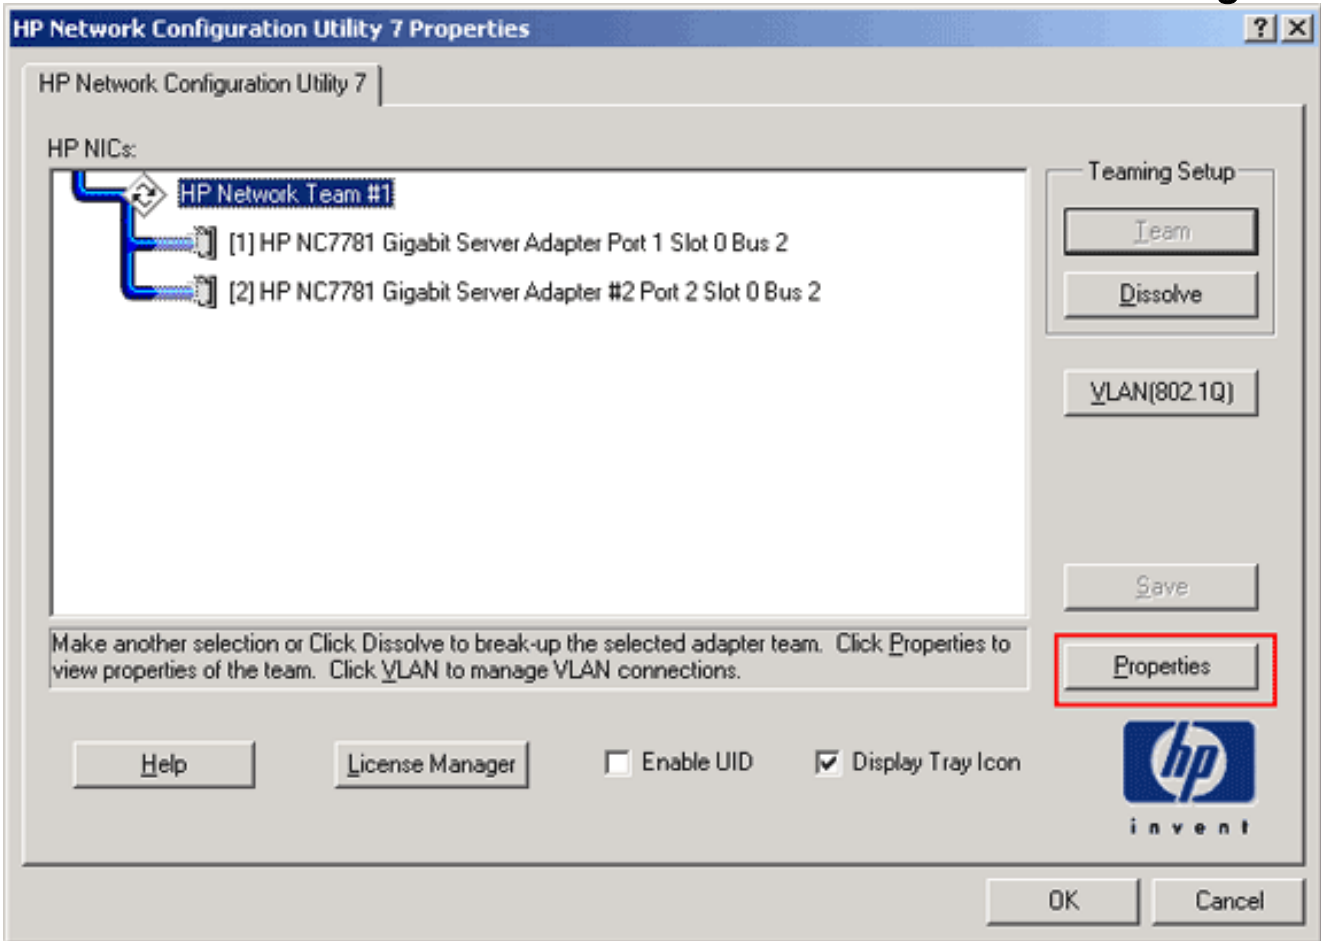 HP Network Configuration Utility 7 Properties
HP Network Configuration Utility 7
HP NICs:
HP Network Team #1
[1] HP NC7781 Gigabit Server Adapter Port 1 Slot 0 Bus 2
[2] HP NC7781 Gigabit Server Adapter #2 Port 2 Slot 0 Bus 2
Teaming Setup
Team
Dissolve
VLAN(802.1Q)
Save
Make another selection or Click Dissolve to break-up the selected adapter team. Click Properties to
view properties of the team. Click VLAN to manage VLAN connections.
Properties
Help
License Manager
Enable UID
Display Tray Icon
hp
invent
OK
Cancel